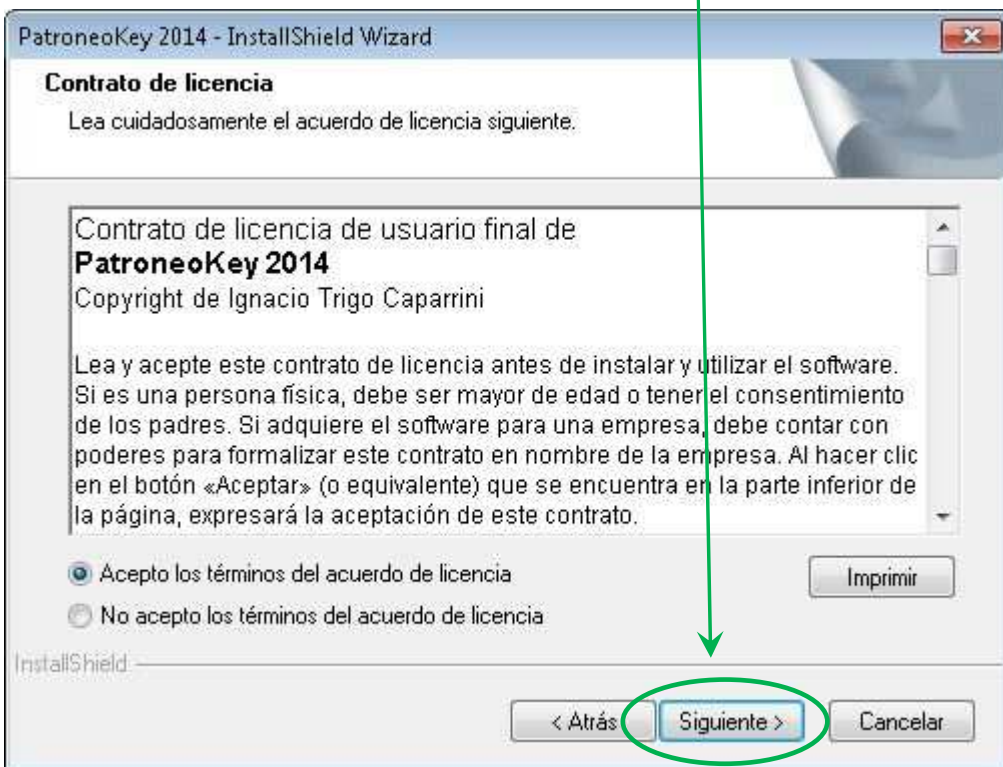 PatroneoKey 2014 - InstallShield Wizard
Contrato de licencia
Lea cuidadosamente el acuerdo de licencia siguiente.
Contrato de licencia de usuario final de
PatroneoKey 2014
Copyright de Ignacio Trigo Caparrini
Lea y acepte este contrato de licencia antes de instalar y utilizar el software.
Si es una persona física, debe ser mayor de edad o tener el consentimiento
de los padres. Si adquiere el software para una empresa, debe contar con
poderes para formalizar este contrato en nombre de la empresa. Al hacer clic
en el botón «Aceptar» (o equivalente) que se encuentra en la parte inferior de
la página, expresará la aceptación de este contrato.
Acepto los términos del acuerdo de licencia
Imprimir
No acepto los términos del acuerdo de licencia
InstallShield
< Atrás
Siguiente >
Cancelar